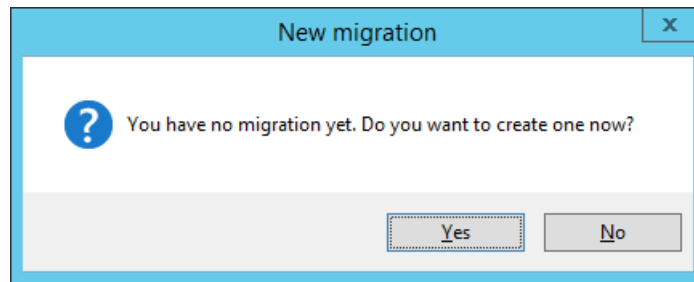 New migration
x
You have no migration yet. Do you want to create one now?
Yes
No